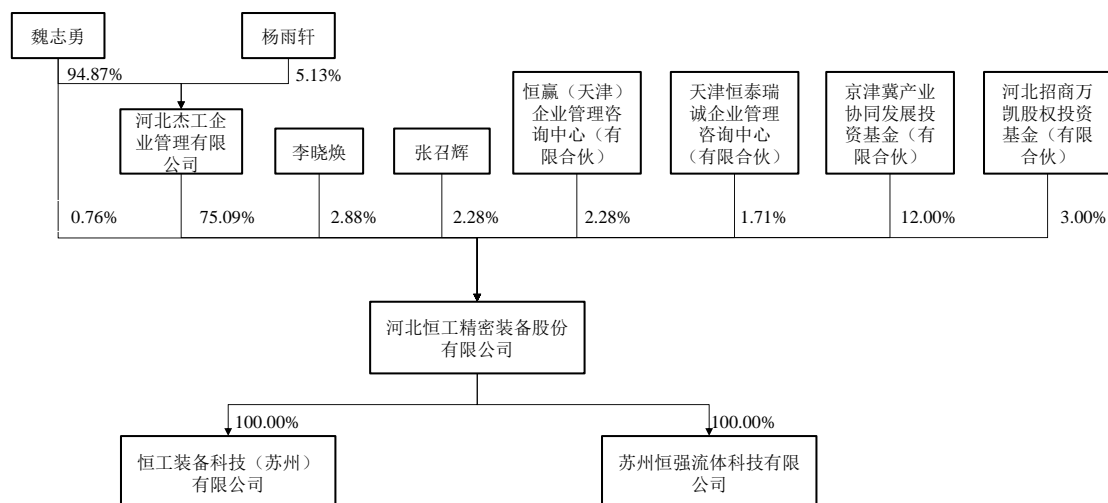 魏志勇
杨雨轩
94.87%
5.13%
河北杰工企
业管理有限
公司
李晓焕
张召辉
恒赢（天津）
企业管理咨
询中心（有
限合伙）
天津恒泰瑞
诚企业管理
咨询中心
（有限合伙）
京津冀产业
协同发展投
资基金（有
限合伙）
河北招商万
凯股权投资
基金（有限
合伙）
0.76%
75.09%
2.88%
2.28%
2.28%
1.71%
12.00%
3.00%
河北恒工精密装备股份
有限公司
100.00%
100.00%
恒工装备科技（苏州）
有限公司
苏州恒强流体科技有限
公司